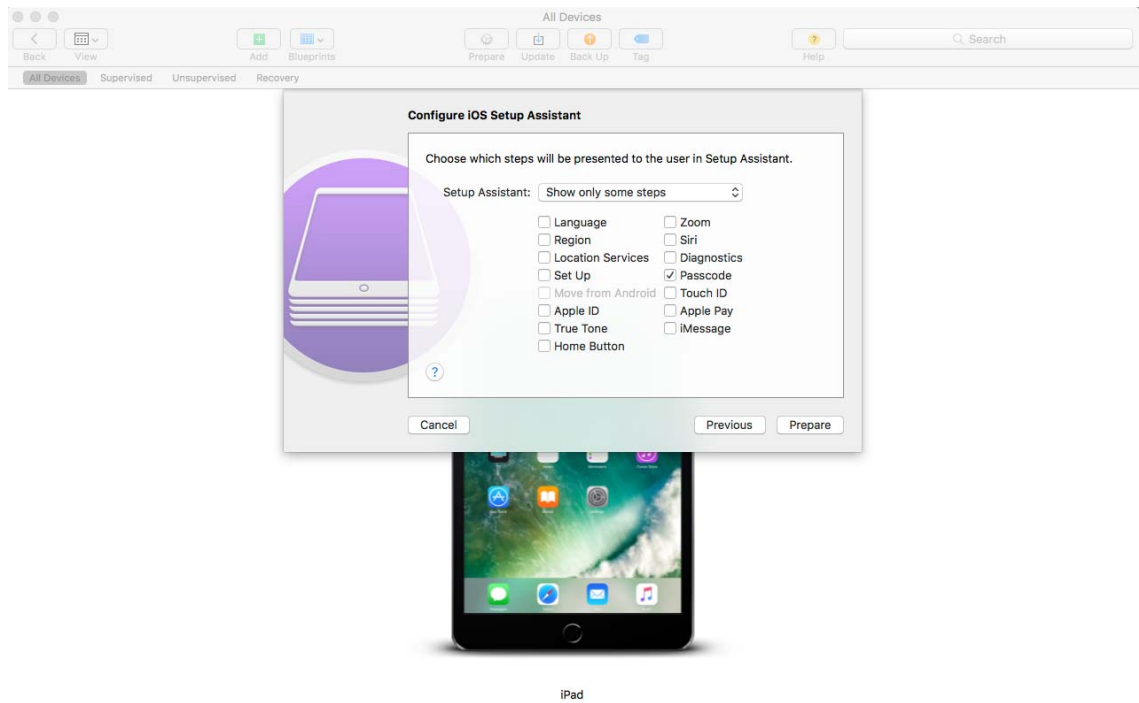 All Devices
Back View Add Blueprints Prepare Update Back Up Tag Help Search
All Devices Supervised Unsupervised Recovery
Configure iOS Setup Assistant
Choose which steps will be presented to the user in Setup Assistant.
Setup Assistant: Show only some steps
Language Zoom
Region Siri
Location Services Diagnostics
Set Up Passcode
Move from Android Touch ID
Apple ID Apple Pay
True Tone iMessage
Home Button
?
Cancel Previous Prepare
iPad